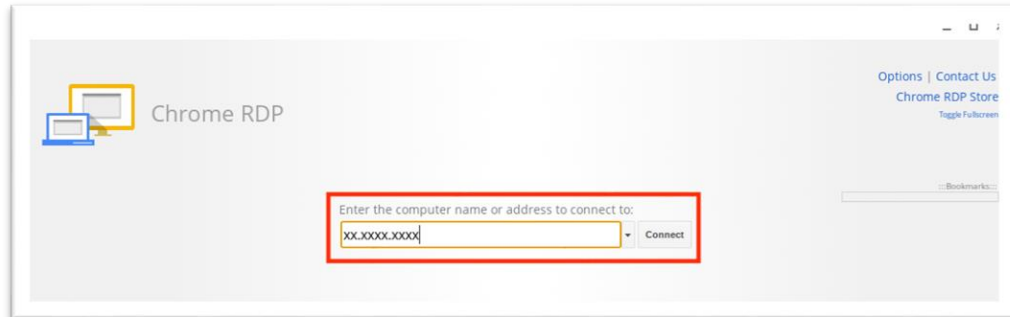 Options | Contact Us
Chrome RDP
Chrome RDP Store
Toggle Fullscreen
:::Bookmarks:::
Enter the computer name or address to connect to:
xx.xxxx.xxxx
Connect